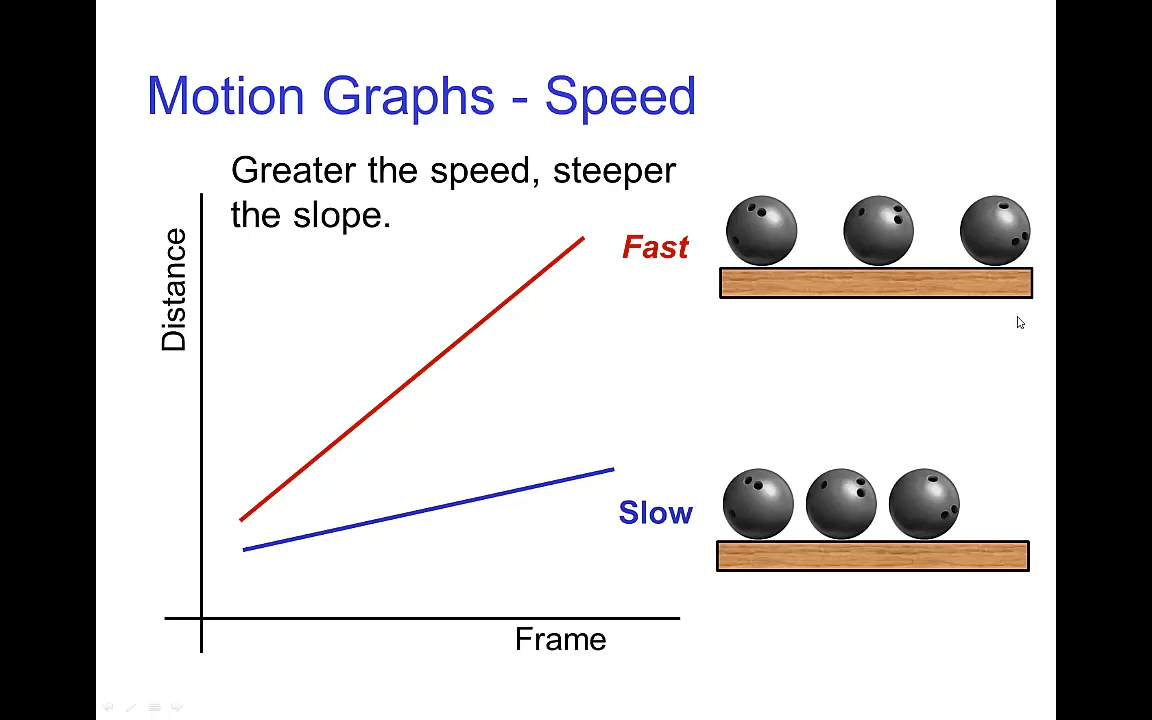 Motion Graphs - Speed
Greater the speed, steeper
the slope.
Distance
Fast
Slow
Frame